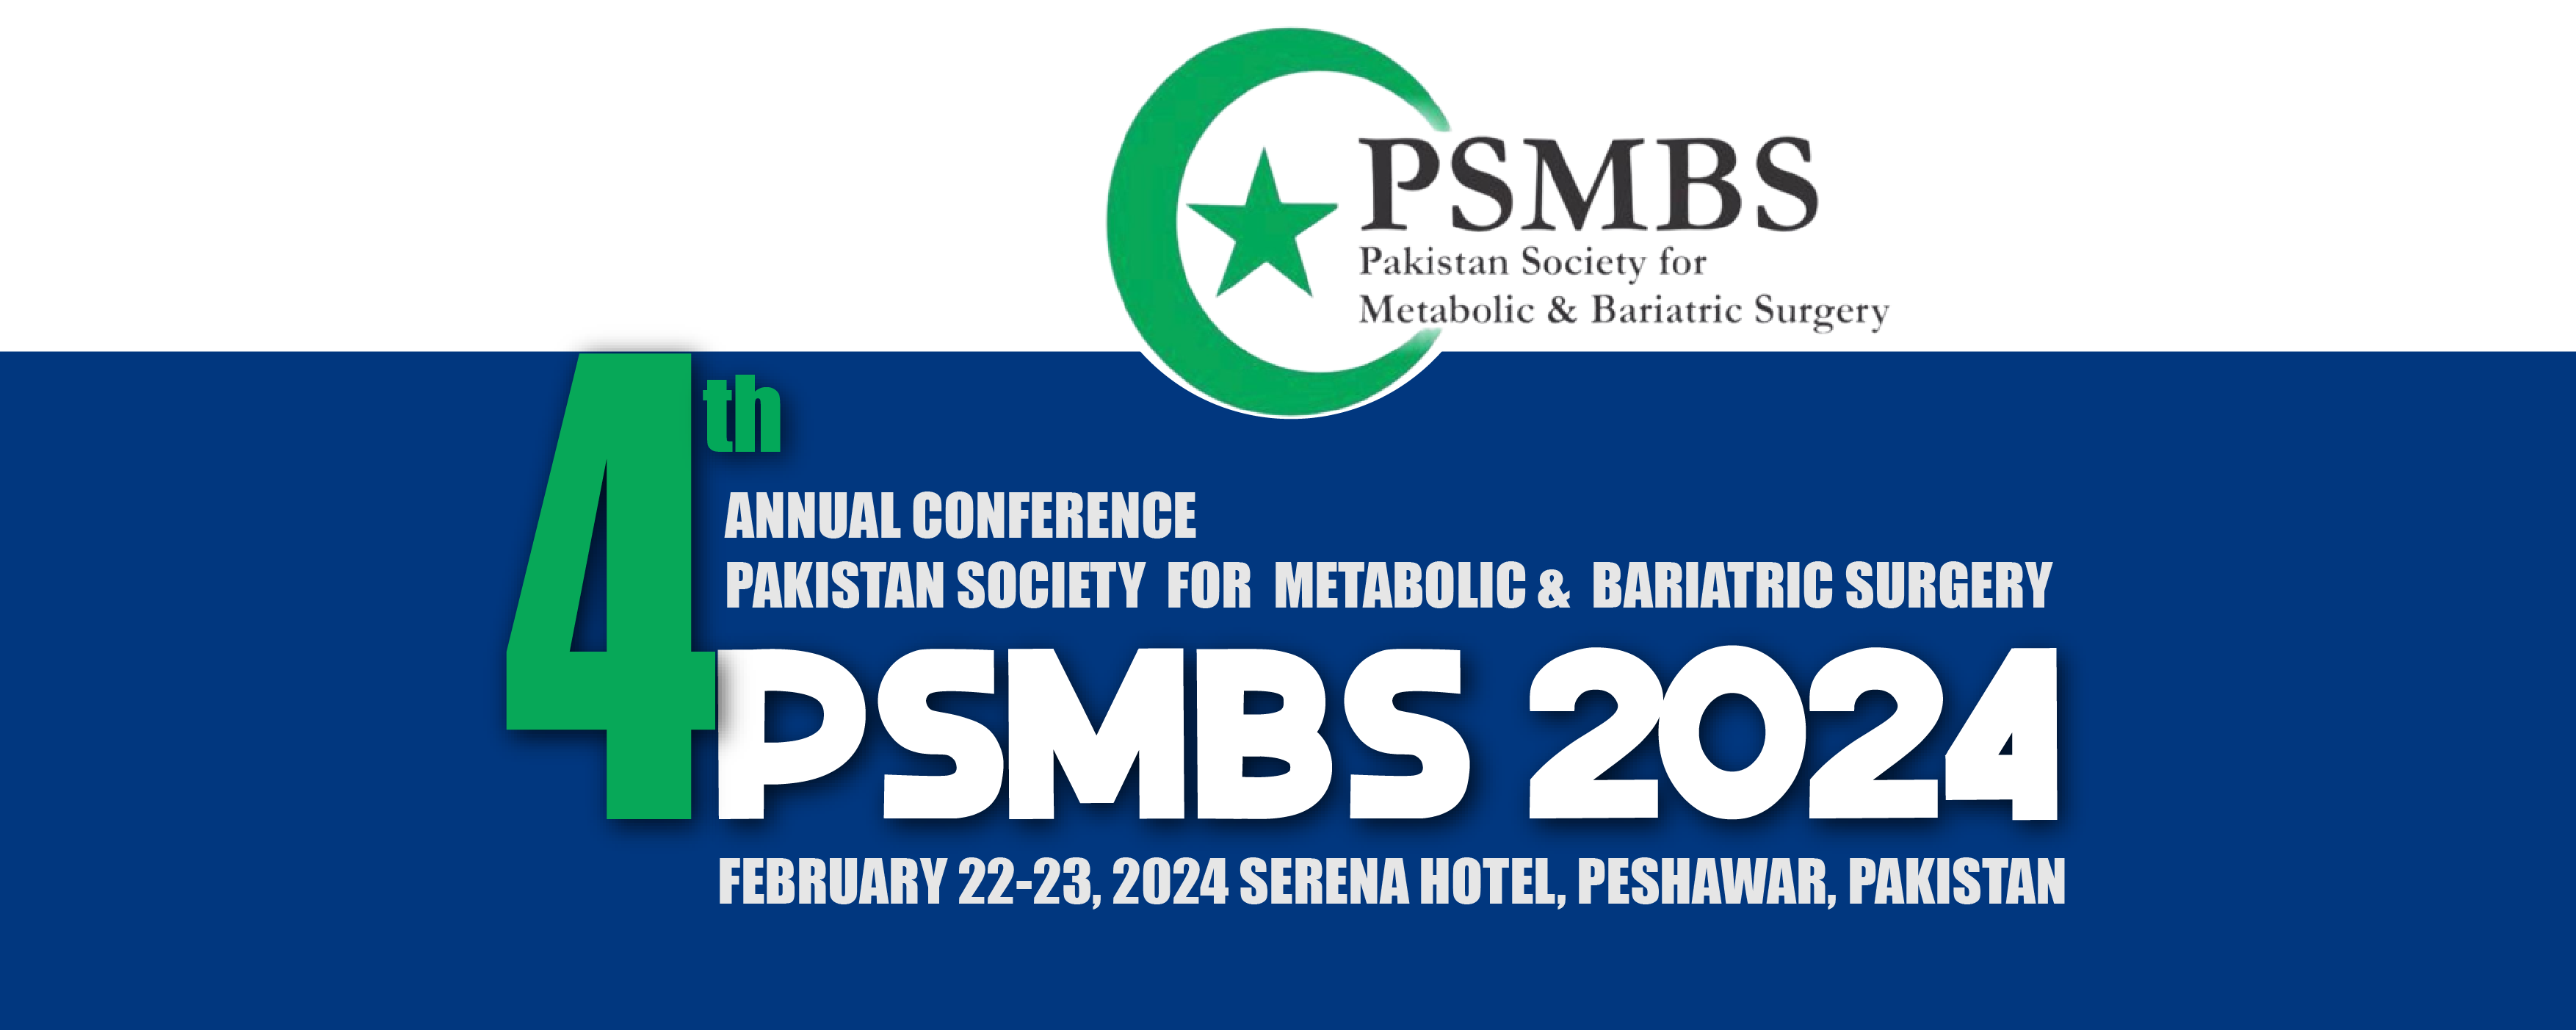 PSMBS
Pakistan Society for
Metabolic & Bariatric Surgery
4th
ANNUAL CONFERENCE
PAKISTAN SOCIETY FOR METABOLIC & BARIATRIC SURGERY
PSMBS 2024
FEBRUARY 22-23, 2024 SERENA HOTEL, PESHAWAR, PAKISTAN